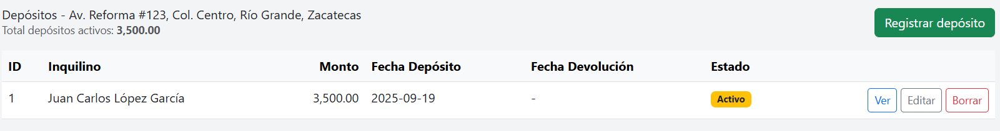 Depósitos - Av. Reforma #123, Col. Centro, Río Grande, Zacatecas
Total depósitos activos: 3,500.00
Registrar depósito
ID Inquilino Monto Fecha Depósito Fecha Devolución Estado
1 Juan Carlos López García 3,500.00 2025-09-19 - Activo Ver Editar Borrar